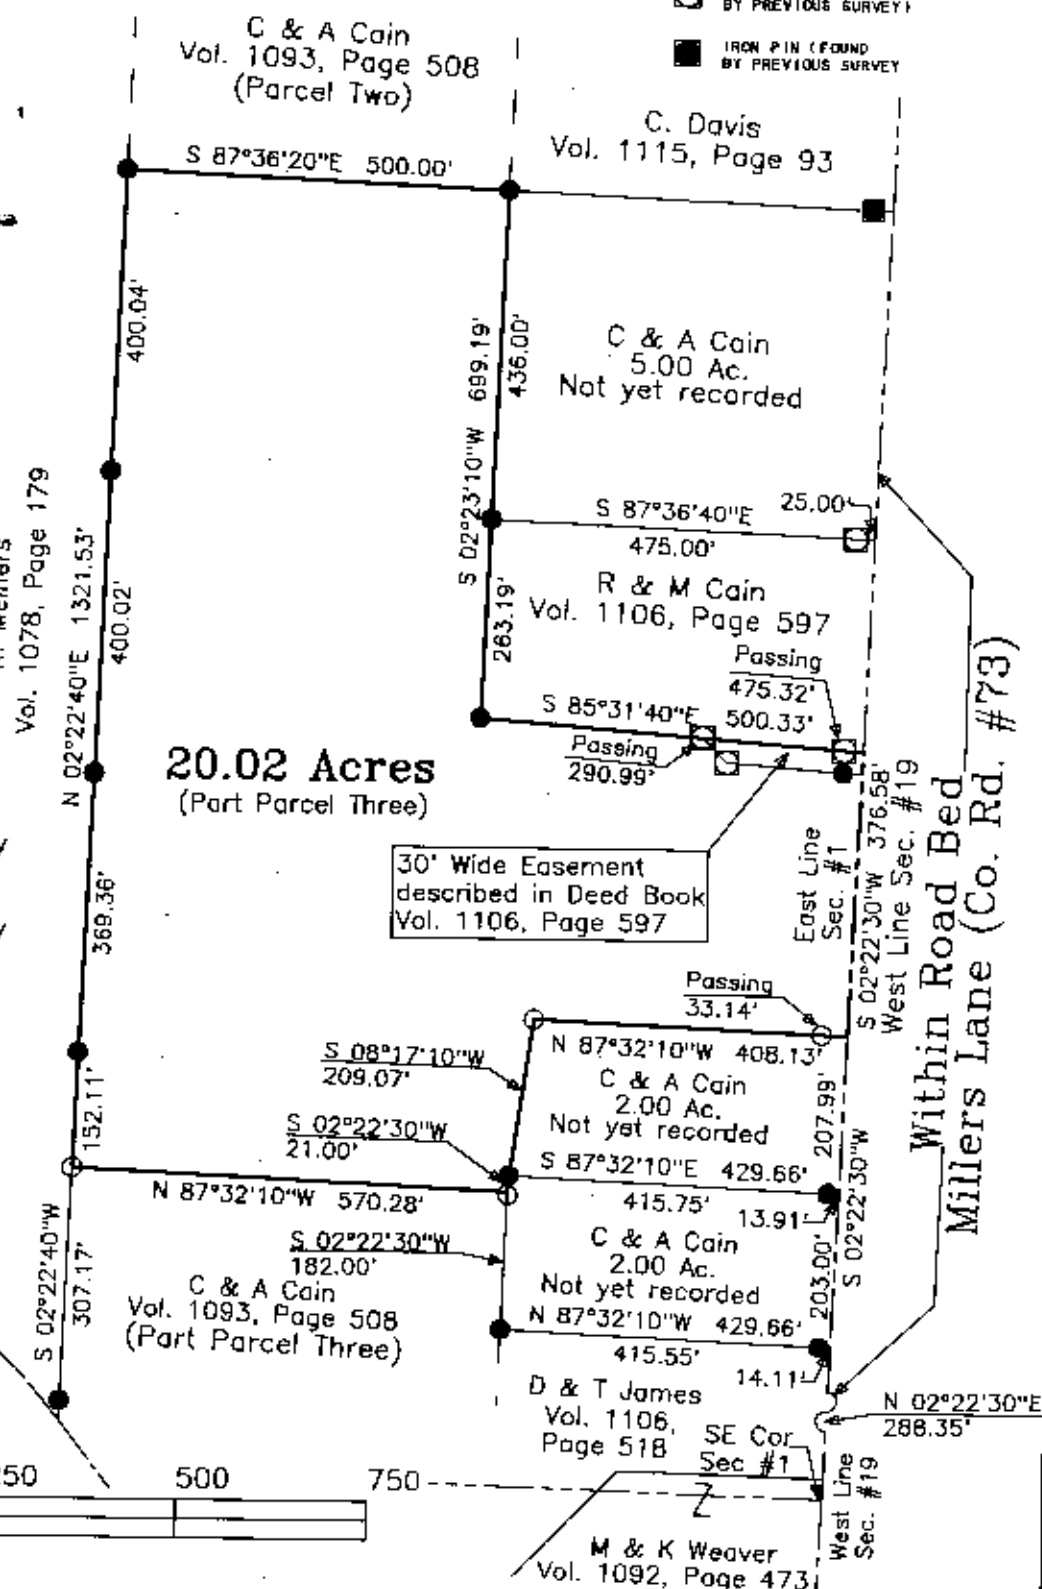 BY PREVIOUS SURVEY)
IRON PIN (FOUND
BY PREVIOUS SURVEY
C & A Cain
Vol. 1093, Page 508
(Parcel Two)
C. Davis
Vol. 1115, Page 93
S 87°36'20"E 500.00'
400.04'
S 02°23'10"W 699.19'
436.00'
C & A Cain
5.00 Ac.
Not yet recorded
Vol. 1078, Page 179
N 02°22'40"E 1321.53'
400.02'
S 87°36'40"E
475.00'
25.00'
R & M Cain
Vol. 1106, Page 597
263.19'
Passing
475.32'
S 85°31'40"E 500.33'
Passing
290.99'
20.02 Acres
(Part Parcel Three)
30' Wide Easement
described in Deed Book
Vol. 1106, Page 597
369.36'
East Line
Sec. #1
S 02°22'30"W 376.58'
West Line Sec. #19
Within Road Bed
Millers Lane (Co. Rd. #73)
Passing
33.14'
N 87°32'10"W 408.13'
S 08°17'10"W
209.07'
C & A Cain
2.00 Ac.
Not yet recorded
207.99'
152.11'
S 02°22'30"W
21.00'
S 87°32'10"E 429.66'
415.75'
13.91'
S 02°22'30"W
N 87°32'10"W 570.28'
S 02°22'30"W
182.00'
C & A Cain
2.00 Ac.
Not yet recorded
203.00'
S 02°22'40"W
307.17'
C & A Cain
Vol. 1093, Page 508
(Part Parcel Three)
N 87°32'10"W 429.66'
415.55'
14.11'
D & T James
Vol. 1106,
Page 518
SE Cor
Sec #1
N 02°22'30"E
288.35'
West Line
Sec. #19
500
750
M & K Weaver
Vol. 1092, Page 473